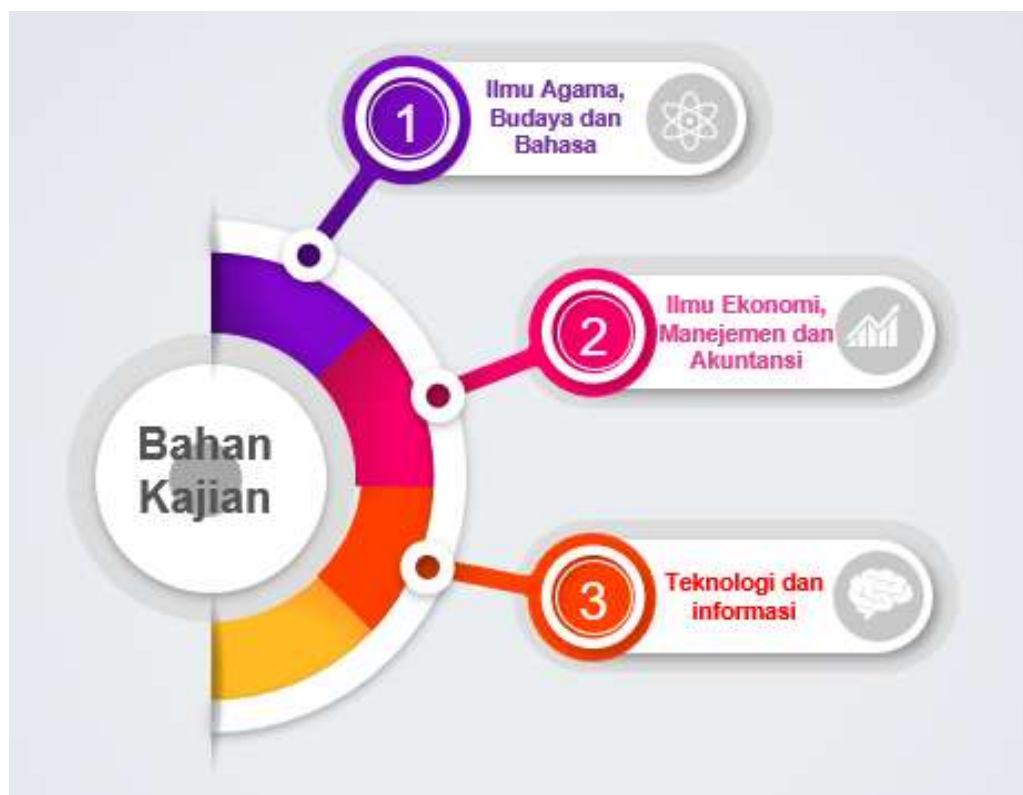 Bahan
Kajian
1
Ilmu Agama,
Budaya dan
Bahasa
2
Ilmu Ekonomi,
Manejemen dan
Akuntansi
3
Teknologi dan
informasi